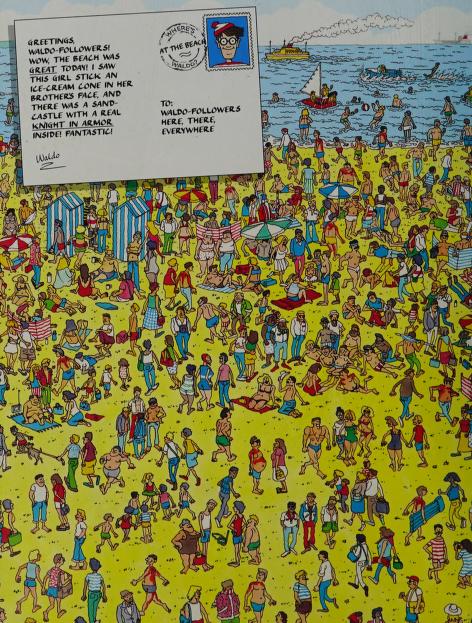 GREETINGS,
WALDO-FOLLOWERS!
WOW, THE BEACH WAS
GREAT TODAY! I SAW
THIS GIRL STICK AN
ICE-CREAM CONE IN HER
BROTHER'S FACE, AND
THERE WAS A SAND-
CASTLE WITH A REAL
KNIGHT IN ARMOR
INSIDE! FANTASTIC!
Waldo
WHERE'S
AT THE BEACH
WALDO
TO:
WALDO-FOLLOWERS
HERE, THERE,
EVERYWHERE